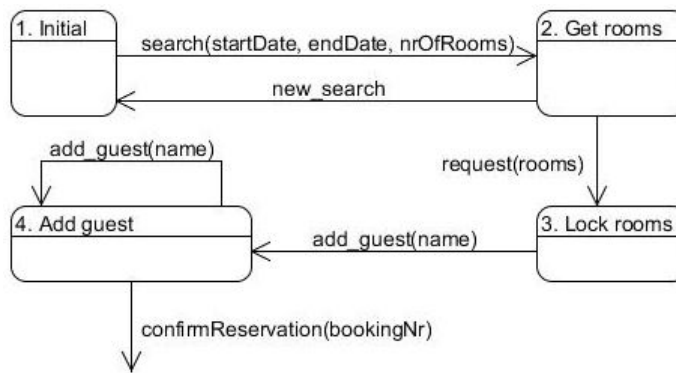 1. Initial
search(startDate, endDate, nrOfRooms)
2. Get rooms
new_search
add_guest(name)
request(rooms)
4. Add guest
add_guest(name)
3. Lock rooms
confirmReservation(bookingNr)